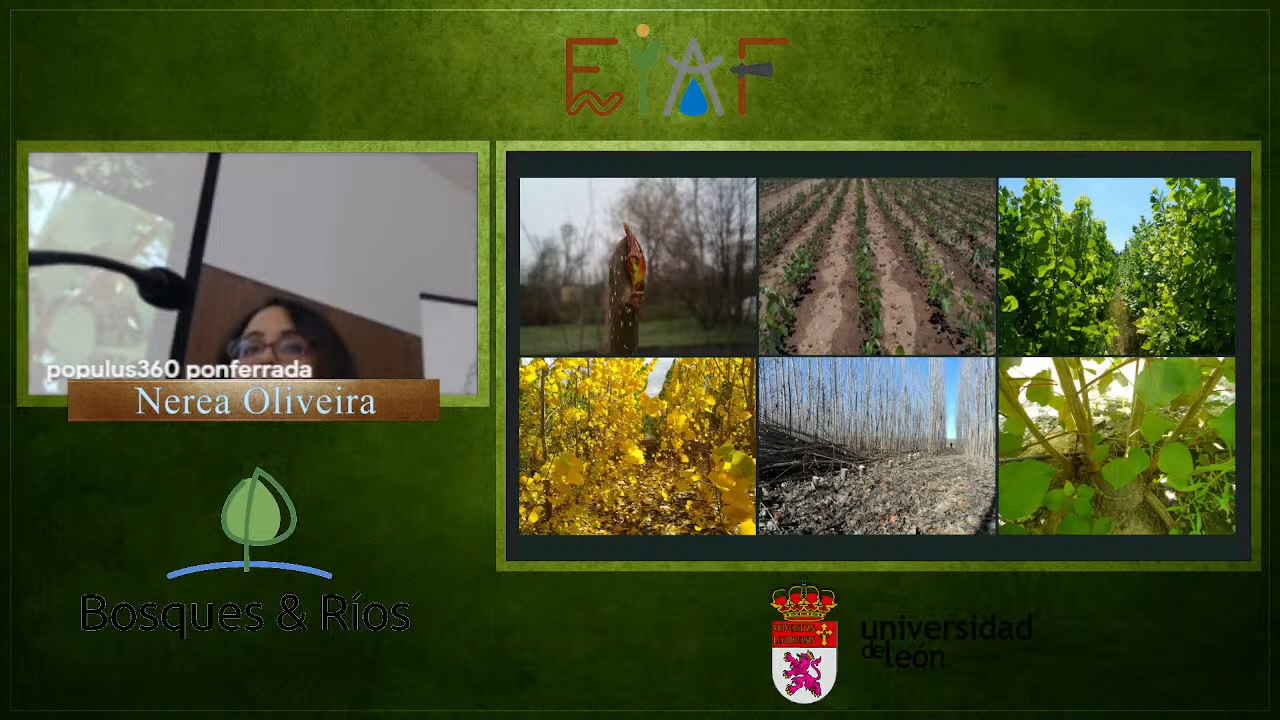 EYAF
populus360 ponferrada
Nerea Oliveira
Bosques & Ríos
universidad
de león